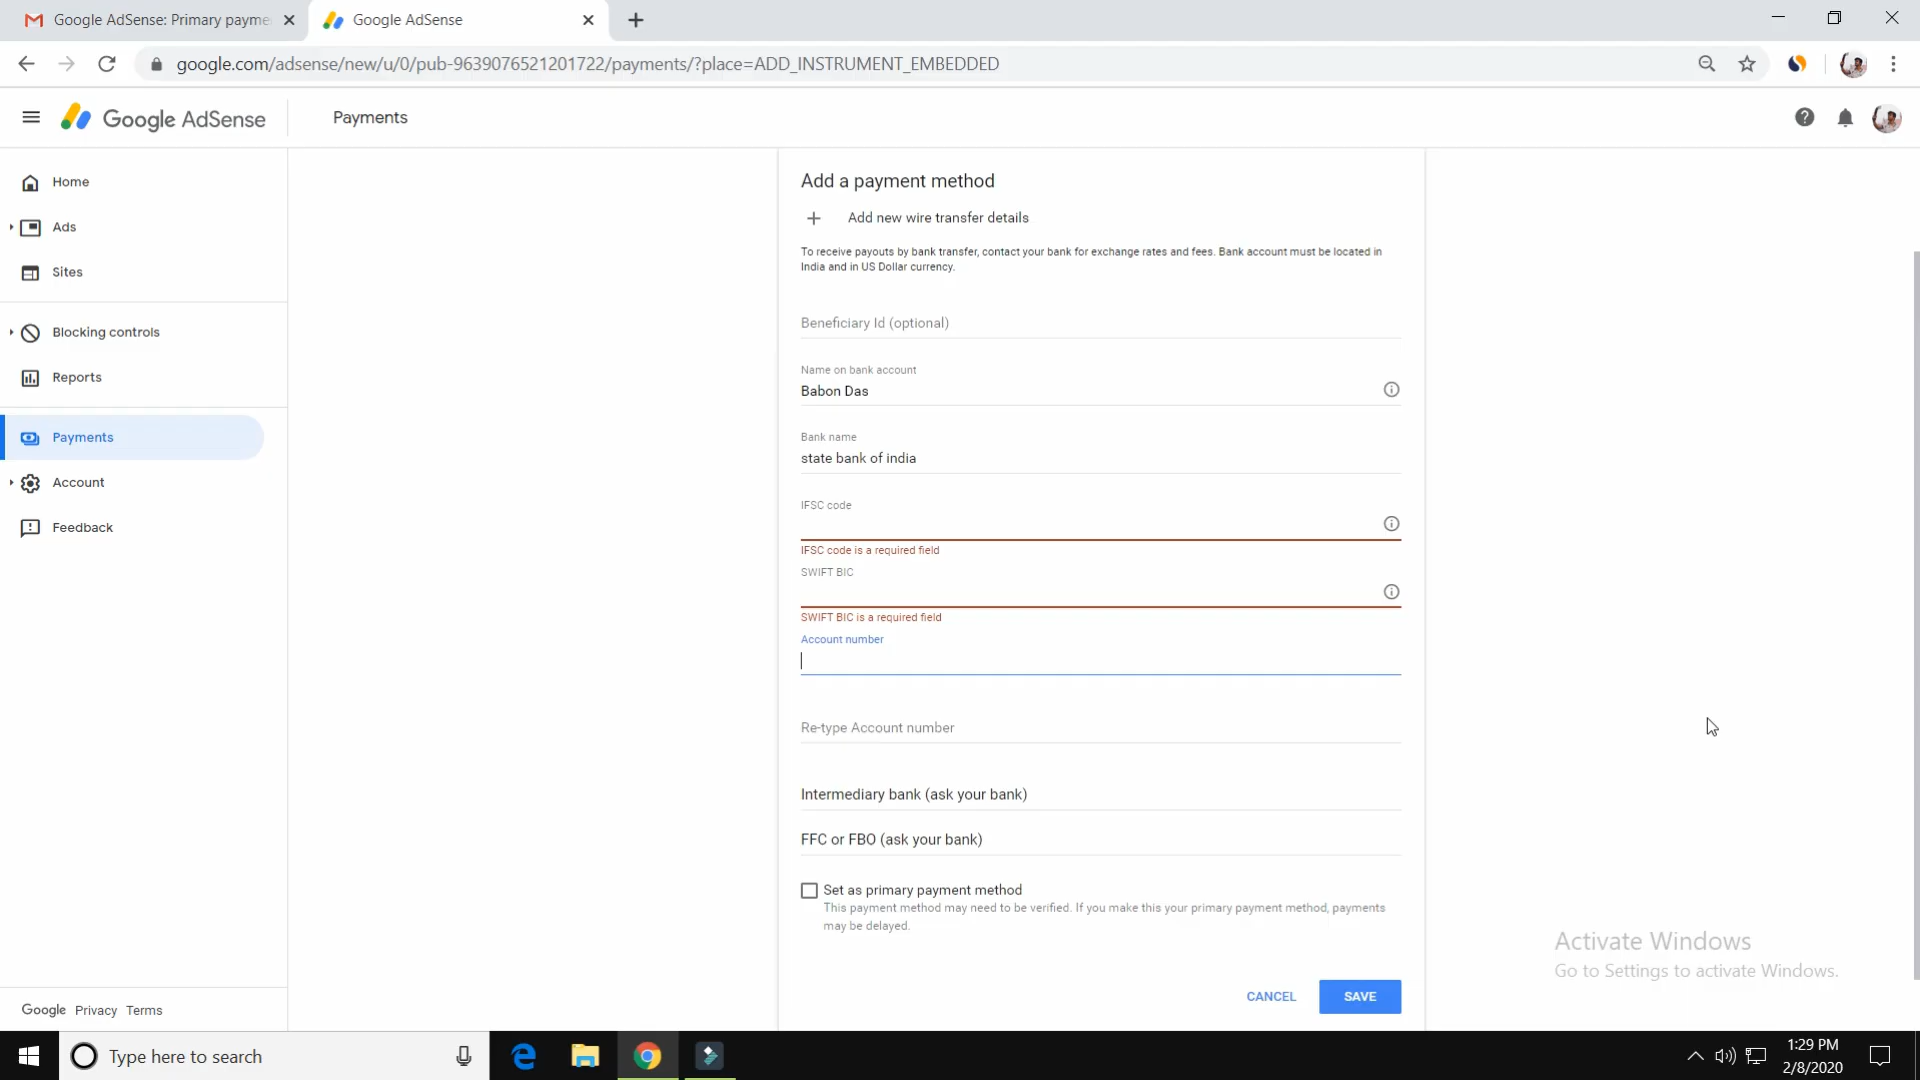 Google AdSense: Primary payme
Google AdSense
google.com/adsense/new/u/0/pub-9639076521201722/payments/?place=ADD_INSTRUMENT_EMBEDDED
Google AdSense
Payments
Home
Ads
Sites
Blocking controls
Reports
Payments
Account
Feedback
Google Privacy Terms
Add a payment method
Add new wire transfer details
To receive payouts by bank transfer, contact your bank for exchange rates and fees. Bank account must be located in
India and in US Dollar currency.
Beneficiary Id (optional)
Name on bank account
Babon Das
Bank name
state bank of india
IFSC code
IFSC code is a required field
SWIFT BIC
SWIFT BIC is a required field
Account number
Re-type Account number
Intermediary bank (ask your bank)
FFC or FBO (ask your bank)
Set as primary payment method
This payment method may need to be verified. If you make this your primary payment method, payments
may be delayed.
CANCEL
SAVE
Activate Windows
Go to Settings to activate Windows.
Type here to search
1:29 PM
2/8/2020